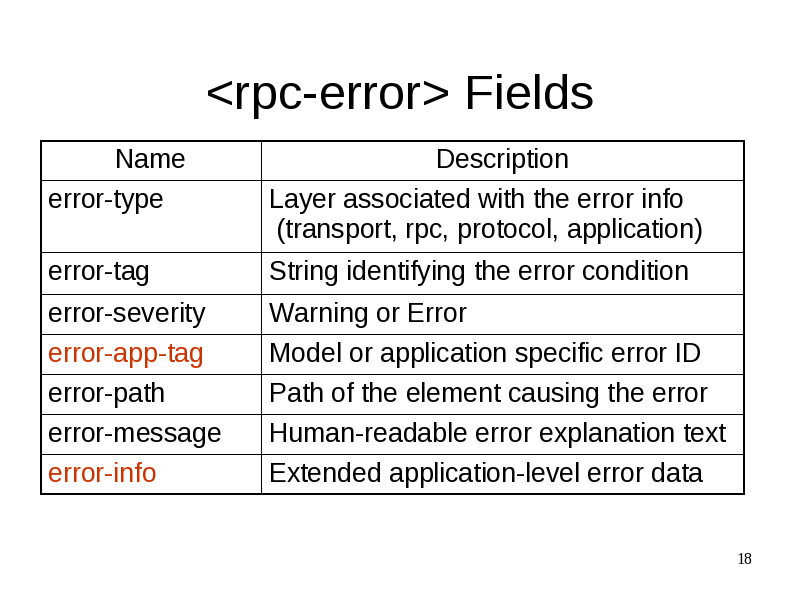 <rpc-error> Fields
Name Description
error-type Layer associated with the error info
(transport, rpc, protocol, application)
error-tag String identifying the error condition
error-severity Warning or Error
error-app-tag Model or application specific error ID
error-path Path of the element causing the error
error-message Human-readable error explanation text
error-info Extended application-level error data
18